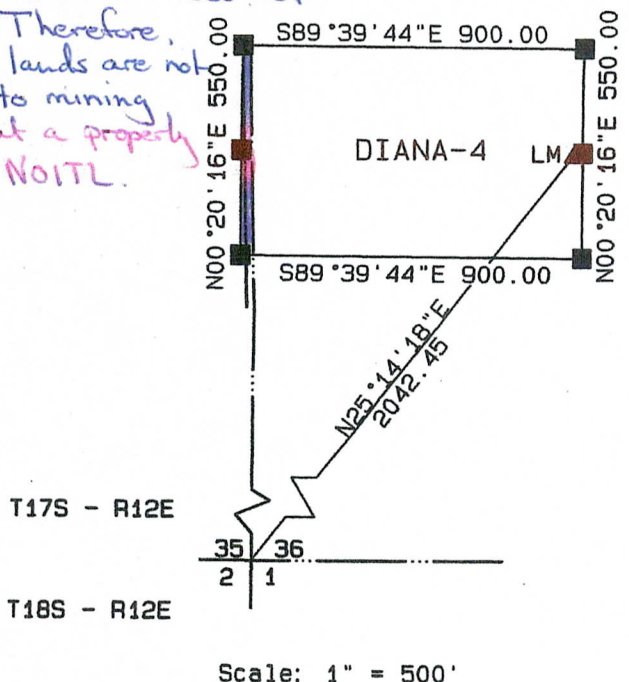 Therefore,
lands are not
to mining
a property
NOITL.
S89°39'44"E 900.00
N00°20'16"E 550.00
N00°20'16"E 550.00
DIANA-4
LM
S89°39'44"E 900.00
N25°14'18"E
2042.45
T17S - R12E
35 36
2 1
T18S - R12E
Scale: 1" = 500'